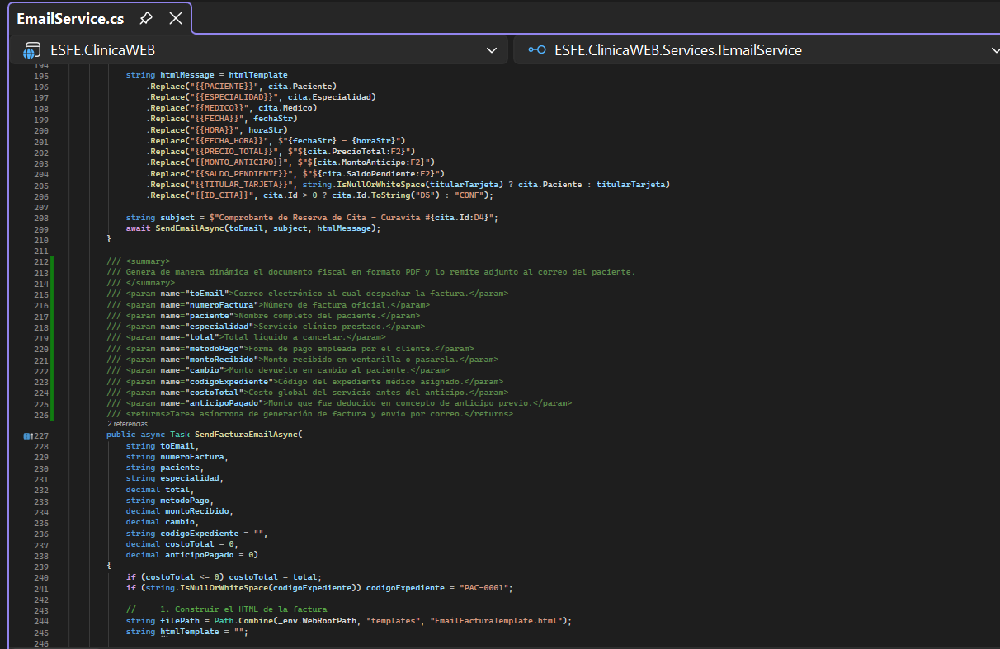 EmailService.cs
ESFE.ClinicaWEB
ESFE.ClinicaWEB.Services.IEmailService
194
195 string htmlMessage = htmlTemplate
196 .Replace("{{PACIENTE}}", cita.Paciente)
197 .Replace("{{ESPECIALIDAD}}", cita.Especialidad)
198 .Replace("{{MEDICO}}", cita.Medico)
199 .Replace("{{FECHA}}", fechaStr)
200 .Replace("{{HORA}}", horaStr)
201 .Replace("{{FECHA_HORA}}", $"{fechaStr} - {horaStr}")
202 .Replace("{{PRECIO_TOTAL}}", $"${cita.PrecioTotal:F2}")
203 .Replace("{{MONTO_ANTICIPO}}", $"${cita.MontoAnticipo:F2}")
204 .Replace("{{SALDO_PENDIENTE}}", $"${cita.SaldoPendiente:F2}")
205 .Replace("{{TITULAR_TARJETA}}", string.IsNullOrWhiteSpace(titularTarjeta) ? cita.Paciente : titularTarjeta)
206 .Replace("{{ID_CITA}}", cita.Id > 0 ? cita.Id.ToString("D5") : "CONF");
207
208 string subject = $"Comprobante de Reserva de Cita - Curavita #{cita.Id:D4}";
209 await SendEmailAsync(toEmail, subject, htmlMessage);
210 }
211
212 /// <summary>
213 /// Genera de manera dinámica el documento fiscal en formato PDF y lo remite adjunto al correo del paciente.
214 /// </summary>
215 /// <param name="toEmail">Correo electrónico al cual despachar la factura.</param>
216 /// <param name="numeroFactura">Número de factura oficial.</param>
217 /// <param name="paciente">Nombre completo del paciente.</param>
218 /// <param name="especialidad">Servicio clínico prestado.</param>
219 /// <param name="total">Total líquido a cancelar.</param>
220 /// <param name="metodoPago">Forma de pago empleada por el cliente.</param>
221 /// <param name="montoRecibido">Monto recibido en ventanilla o pasarela.</param>
222 /// <param name="cambio">Monto devuelto en cambio al paciente.</param>
223 /// <param name="codigoExpediente">Código del expediente médico asignado.</param>
224 /// <param name="costoTotal">Costo global del servicio antes del anticipo.</param>
225 /// <param name="anticipoPagado">Monto que fue deducido en concepto de anticipo previo.</param>
226 /// <returns>Tarea asíncrona de generación de factura y envío por correo.</returns>
2 referencias
227 public async Task SendFacturaEmailAsync(
228 string toEmail,
229 string numeroFactura,
230 string paciente,
231 string especialidad,
232 decimal total,
233 string metodoPago,
234 decimal montoRecibido,
235 decimal cambio,
236 string codigoExpediente = "",
237 decimal costoTotal = 0,
238 decimal anticipoPagado = 0)
239 {
240 if (costoTotal <= 0) costoTotal = total;
241 if (string.IsNullOrWhiteSpace(codigoExpediente)) codigoExpediente = "PAC-0001";
242
243 // --- 1. Construir el HTML de la factura ---
244 string filePath = Path.Combine(_env.WebRootPath, "templates", "EmailFacturaTemplate.html");
245 string htmlTemplate = "";
246